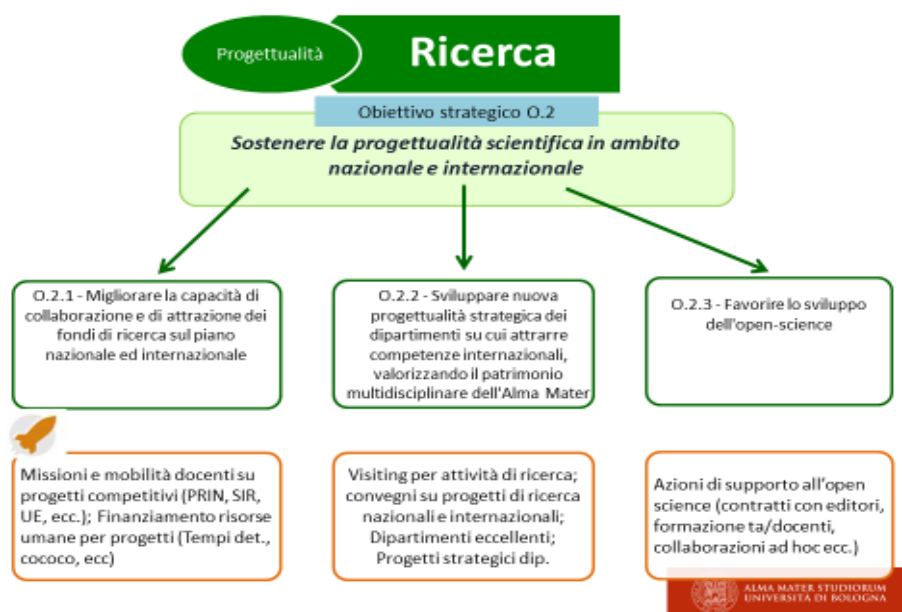 Progettualità
Ricerca
Obiettivo strategico O.2
Sostenere la progettualità scientifica in ambito
nazionale e internazionale
O.2.1 - Migliorare la capacità di
collaborazione e di attrazione dei
fondi di ricerca sul piano
nazionale ed internazionale
O.2.2 - Sviluppare nuova
progettualità strategica dei
dipartimenti su cui attrarre
competenze internazionali,
valorizzando il patrimonio
multidisciplinare dell'Alma Mater
O.2.3 - Favorire lo sviluppo
dell'open-science
Missioni e mobilità docenti su
progetti competitivi (PRIN, SIR,
UE, ecc.); Finanziamento risorse
umane per progetti (Tempi det.,
cococo, ecc)
Visiting per attività di ricerca;
convegni su progetti di ricerca
nazionali e internazionali;
Dipartimenti eccellenti;
Progetti strategici dip.
Azioni di supporto all'open
science (contratti con editori,
formazione ta/docenti,
collaborazioni ad hoc ecc.)
ALMA MATER STUDIORUM
UNIVERSITÀ DI BOLOGNA